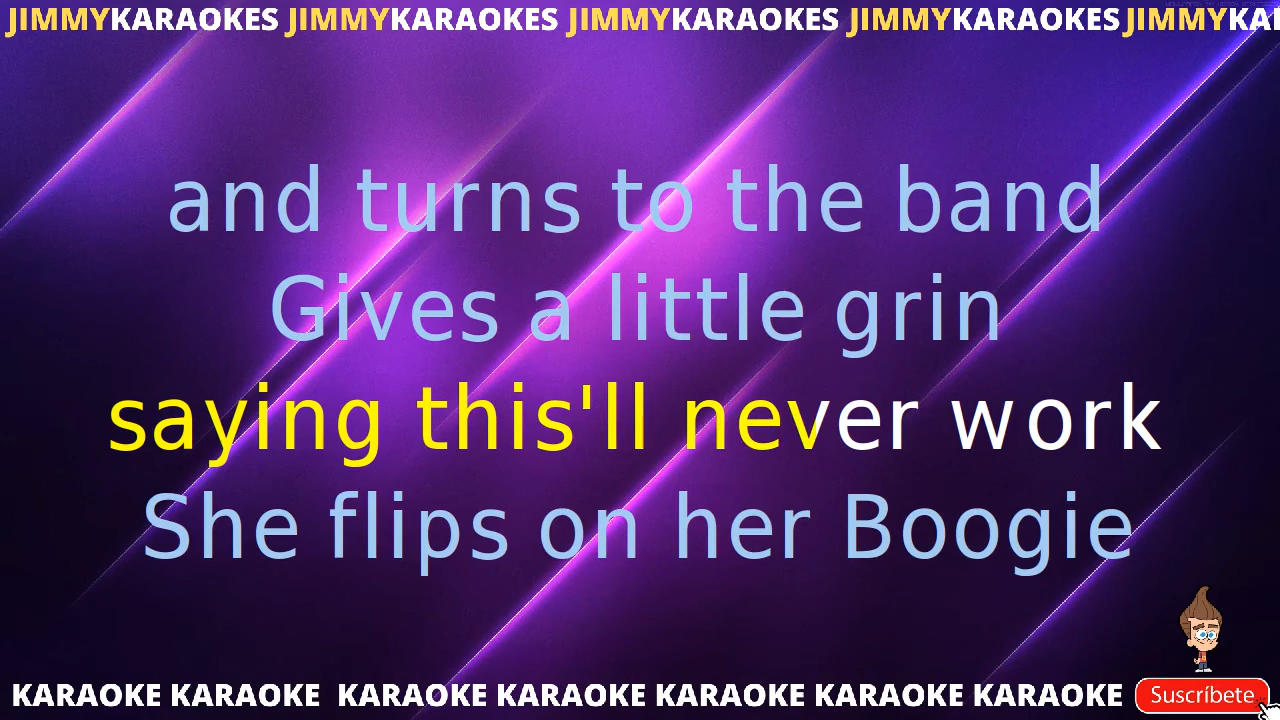 JIMMYKARAOKES JIMMYKARAOKES JIMMYKARAOKES JIMMYKARAOKES JIMMYKA
and turns to the band
Gives a little grin
saying this'll never work
She flips on her Boogie
KARAOKE KARAOKE KARAOKE KARAOKE KARAOKE KARAOKE KARAOKE
Suscríbete